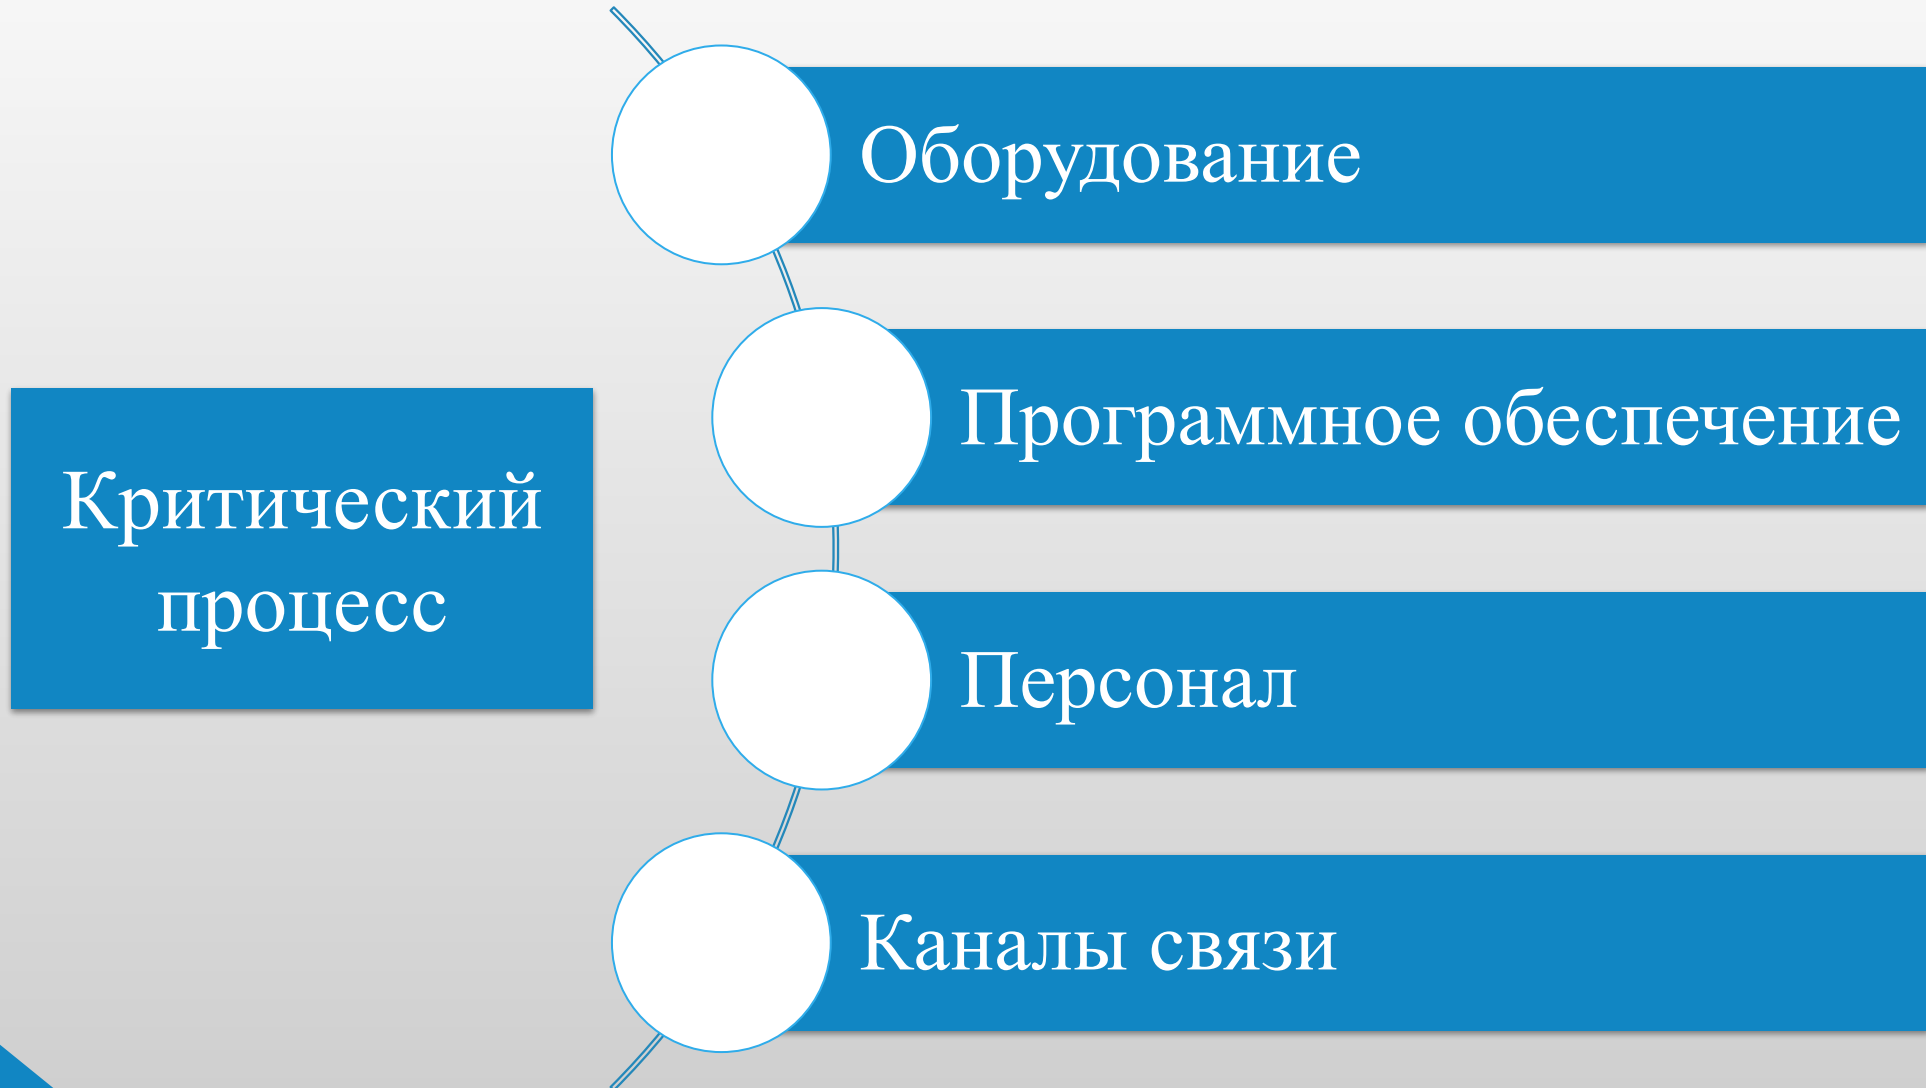 Критический
процесс
Оборудование
Программное обеспечение
Персонал
Каналы связи